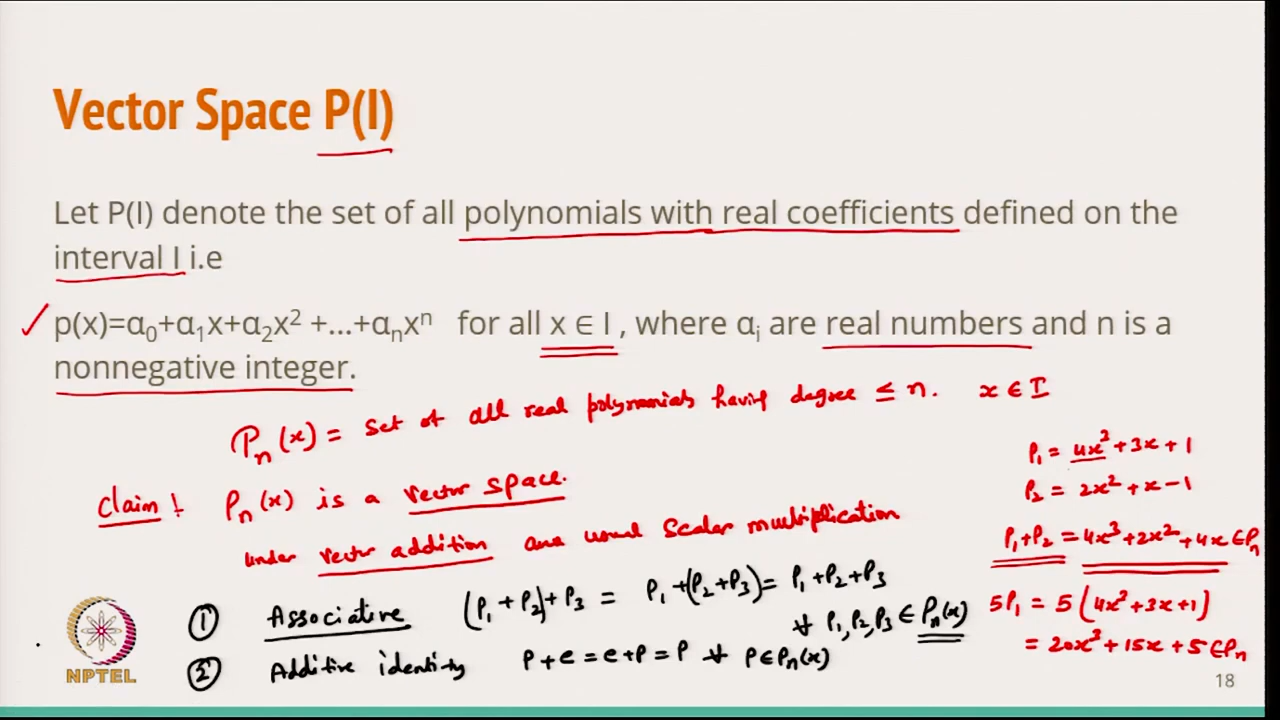 Vector Space P(I)
Let P(I) denote the set of all polynomials with real coefficients defined on the
interval I i.e
p(x)=α₀+α₁x+α₂x² +...+αₙxⁿ for all x ∈ I , where αᵢ are real numbers and n is a
nonnegative integer.
Pₙ(x) = Set of all real polynomials having degree ≤ n. x ∈ I
Claim! Pₙ(x) is a vector space.
under vector addition and usual scalar multiplication
P₁ = 4x³ + 3x + 1
P₂ = 2x² + x - 1
P₁+P₂ = 4x³+2x²+4x ∈ Pₙ
5P₁ = 5(4x³+3x+1)
= 20x³+15x+5 ∈ Pₙ
① Associative (P₁+P₂)+P₃ = P₁+(P₂+P₃) = P₁+P₂+P₃
∀ P₁,P₂,P₃ ∈ Pₙ(x)
② Additive identity P+e = e+P = P ∀ P∈Pₙ(x)
NPTEL
18